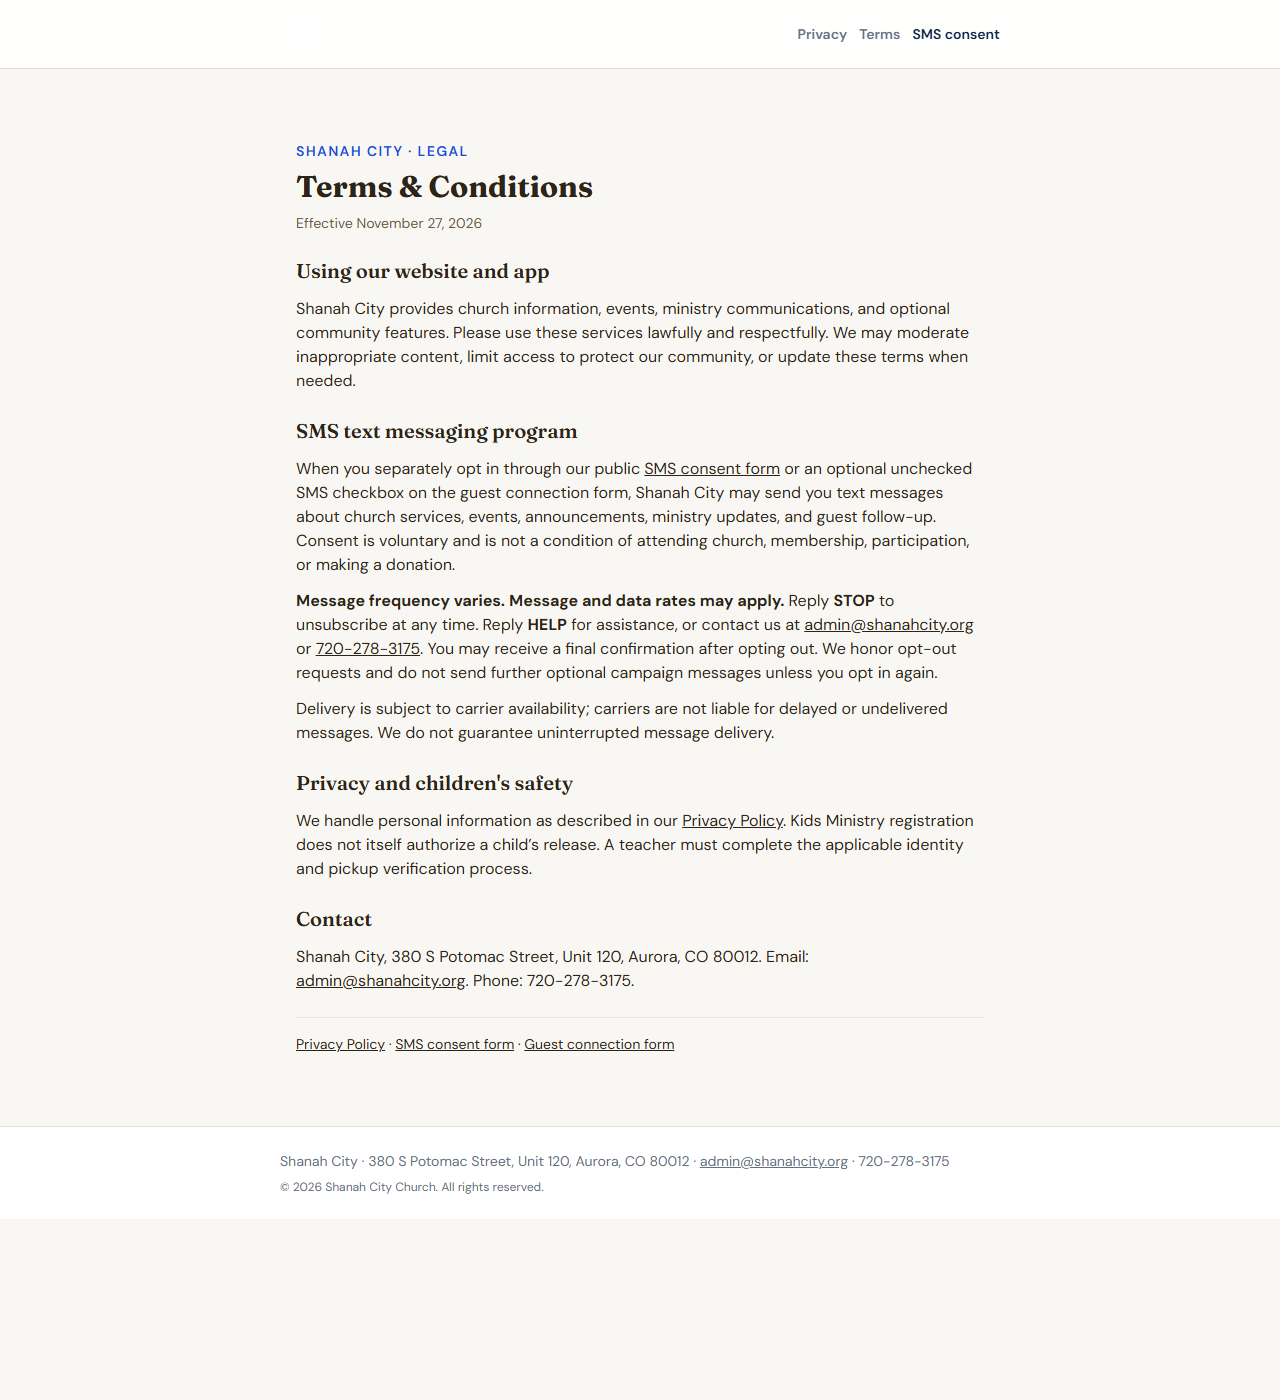 Privacy Terms SMS consent
SHANAH CITY · LEGAL
Terms & Conditions
Effective November 27, 2026
Using our website and app
Shanah City provides church information, events, ministry communications, and optional
community features. Please use these services lawfully and respectfully. We may moderate
inappropriate content, limit access to protect our community, or update these terms when
needed.
SMS text messaging program
When you separately opt in through our public SMS consent form or an optional unchecked
SMS checkbox on the guest connection form, Shanah City may send you text messages
about church services, events, announcements, ministry updates, and guest follow-up.
Consent is voluntary and is not a condition of attending church, membership, participation,
or making a donation.
Message frequency varies. Message and data rates may apply. Reply STOP to
unsubscribe at any time. Reply HELP for assistance, or contact us at admin@shanahcity.org
or 720-278-3175. You may receive a final confirmation after opting out. We honor opt-out
requests and do not send further optional campaign messages unless you opt in again.
Delivery is subject to carrier availability; carriers are not liable for delayed or undelivered
messages. We do not guarantee uninterrupted message delivery.
Privacy and children's safety
We handle personal information as described in our Privacy Policy. Kids Ministry registration
does not itself authorize a child’s release. A teacher must complete the applicable identity
and pickup verification process.
Contact
Shanah City, 380 S Potomac Street, Unit 120, Aurora, CO 80012. Email:
admin@shanahcity.org. Phone: 720-278-3175.
Privacy Policy · SMS consent form · Guest connection form
Shanah City · 380 S Potomac Street, Unit 120, Aurora, CO 80012 · admin@shanahcity.org · 720-278-3175
© 2026 Shanah City Church. All rights reserved.